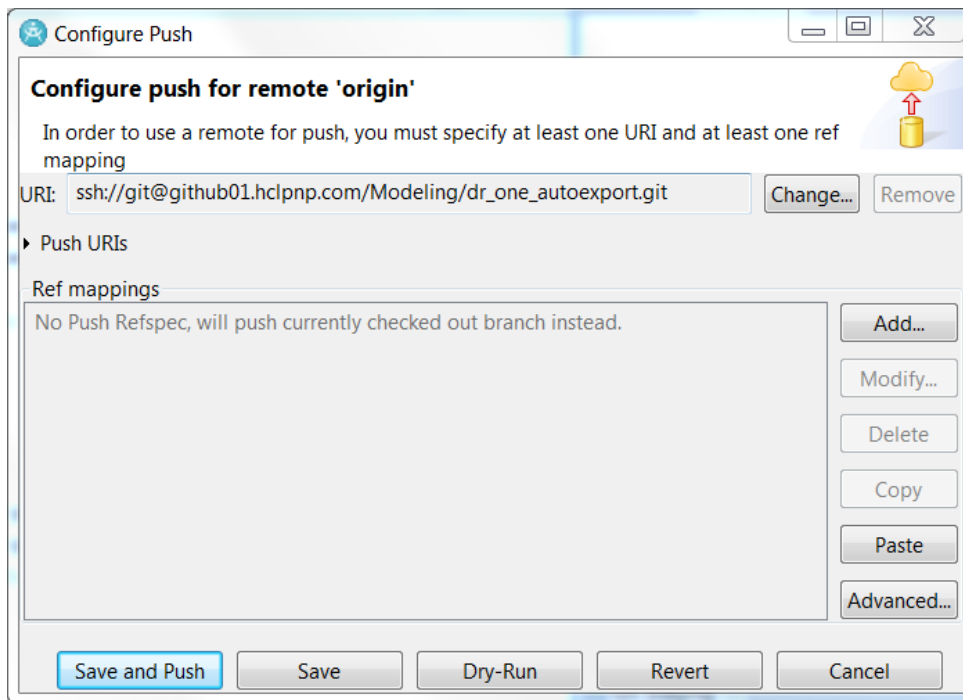 Configure Push
Configure push for remote 'origin'
In order to use a remote for push, you must specify at least one URI and at least one ref
mapping
URI: ssh://git@github01.hclpnp.com/Modeling/dr_one_autoexport.git Change... Remove
Push URIs
Ref mappings
No Push Refspec, will push currently checked out branch instead. Add...
Modify...
Delete
Copy
Paste
Advanced...
Save and Push Save Dry-Run Revert Cancel